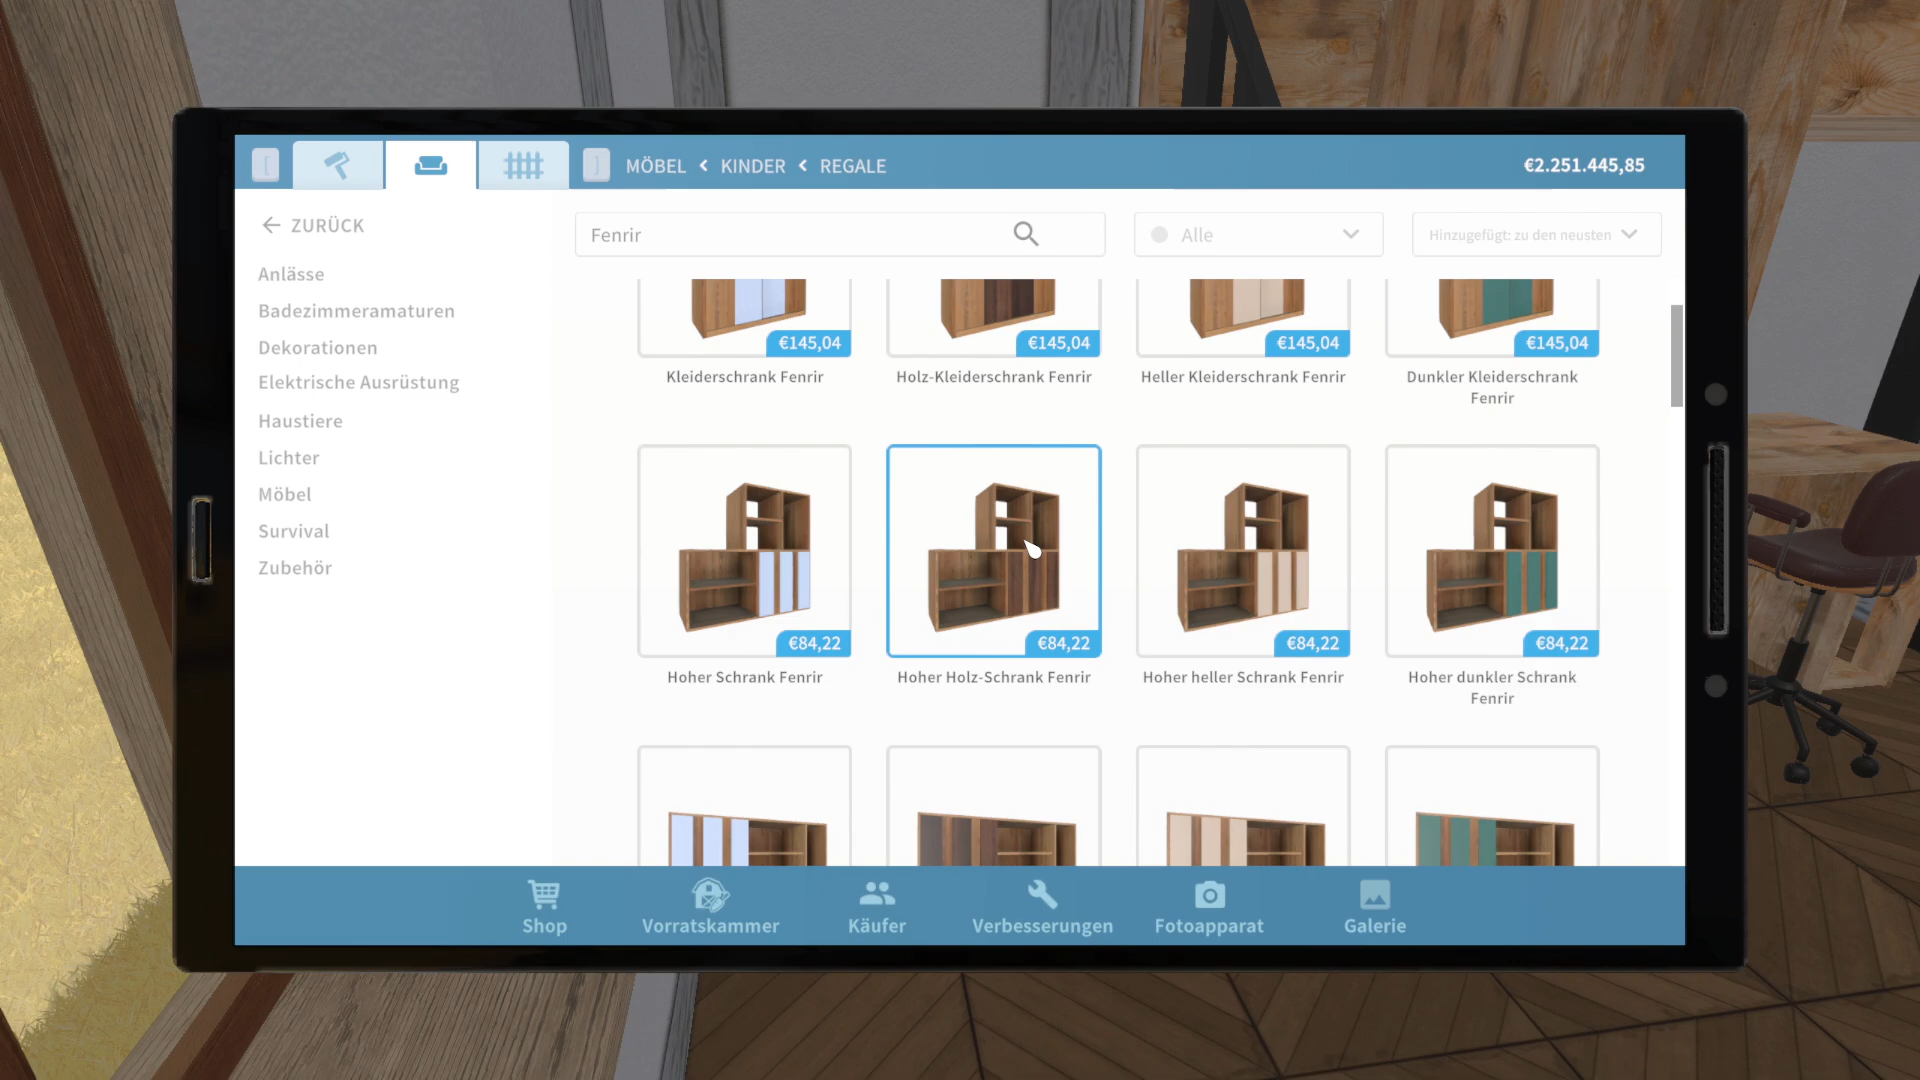 [
]
MÖBEL < KINDER < REGALE
€2.251.445,85
ZURÜCK
Fenrir
Alle
Hinzugefügt: zu den neusten
Anlässe
Badezimmeramaturen
Dekorationen
Elektrische Ausrüstung
Haustiere
Lichter
Möbel
Survival
Zubehör
€145,04
€145,04
€145,04
€145,04
Kleiderschrank Fenrir
Holz-Kleiderschrank Fenrir
Heller Kleiderschrank Fenrir
Dunkler Kleiderschrank
Fenrir
€84,22
€84,22
€84,22
€84,22
Hoher Schrank Fenrir
Hoher Holz-Schrank Fenrir
Hoher heller Schrank Fenrir
Hoher dunkler Schrank
Fenrir
Shop
Vorratskammer
Käufer
Verbesserungen
Fotoapparat
Galerie